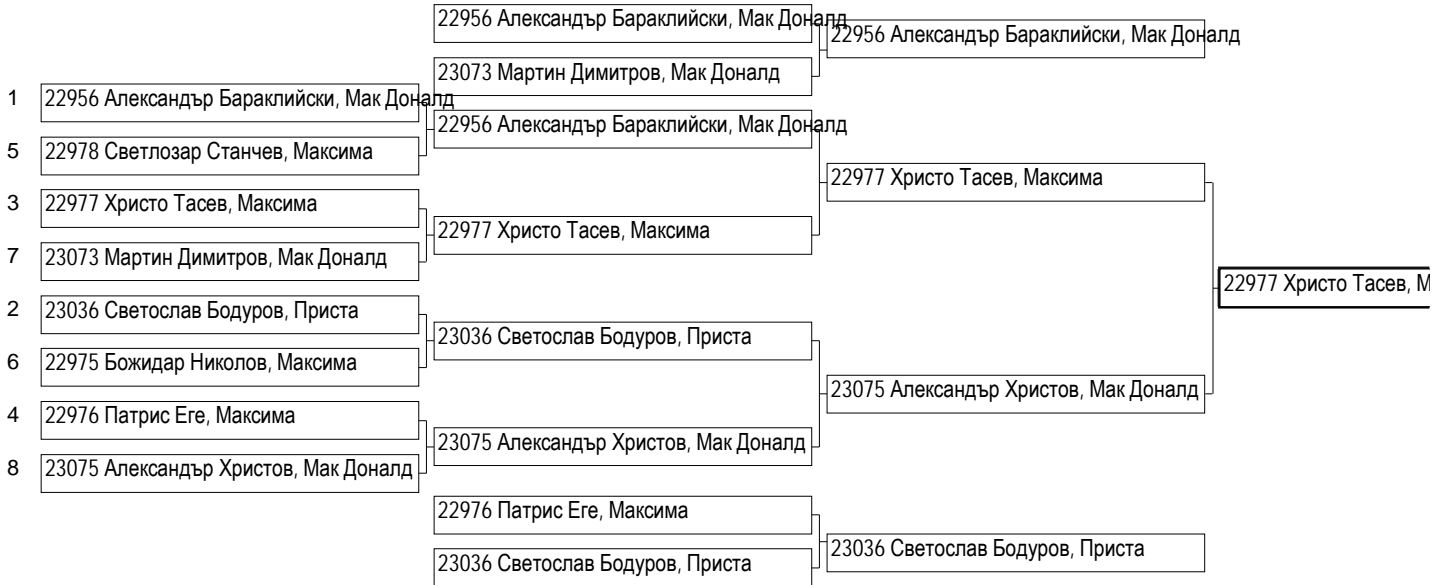 22956 Александър Бараклийски, Мак Доналд
22956 Александър Бараклийски, Мак Доналд
23073 Мартин Димитров, Мак Доналд
1 22956 Александър Бараклийски, Мак Доналд
22956 Александър Бараклийски, Мак Доналд
5 22978 Светлозар Станчев, Максима
22977 Христо Тасев, Максима
3 22977 Христо Тасев, Максима
22977 Христо Тасев, Максима
7 23073 Мартин Димитров, Мак Доналд
22977 Христо Тасев, М
2 23036 Светослав Бодуров, Приста
23036 Светослав Бодуров, Приста
6 22975 Божидар Николов, Максима
23075 Александър Христов, Мак Доналд
4 22976 Патрис Еге, Максима
23075 Александър Христов, Мак Доналд
8 23075 Александър Христов, Мак Доналд
22976 Патрис Еге, Максима
23036 Светослав Бодуров, Приста
23036 Светослав Бодуров, Приста